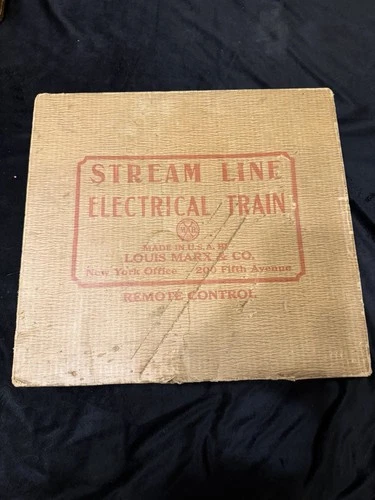 STREAM LINE
ELECTRICAL TRAIN
MAR
MADE IN U.S.A. BY
LOUIS MARX & CO.
New York Office - 200 Fifth Avenue
REMOTE CONTROL